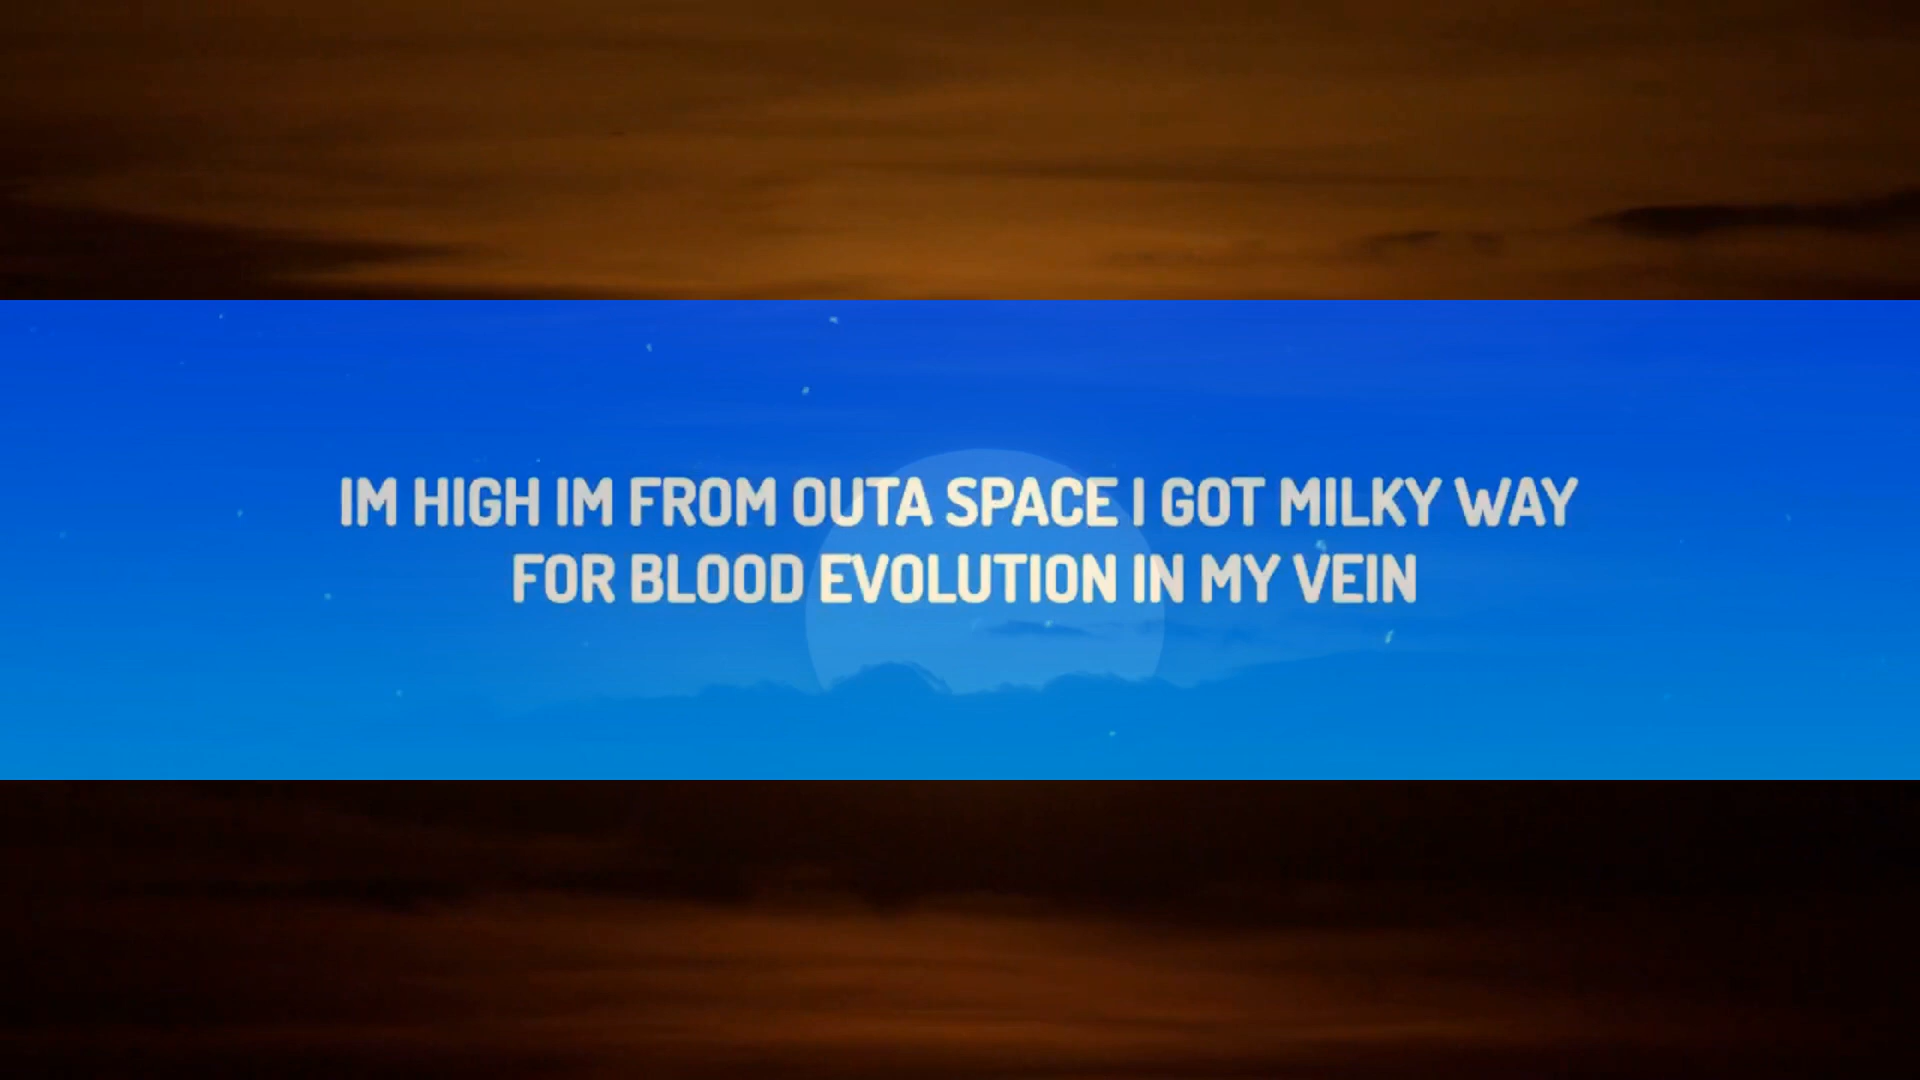 IM HIGH IM FROM OUTA SPACE I GOT MILKY WAY
FOR BLOOD EVOLUTION IN MY VEIN